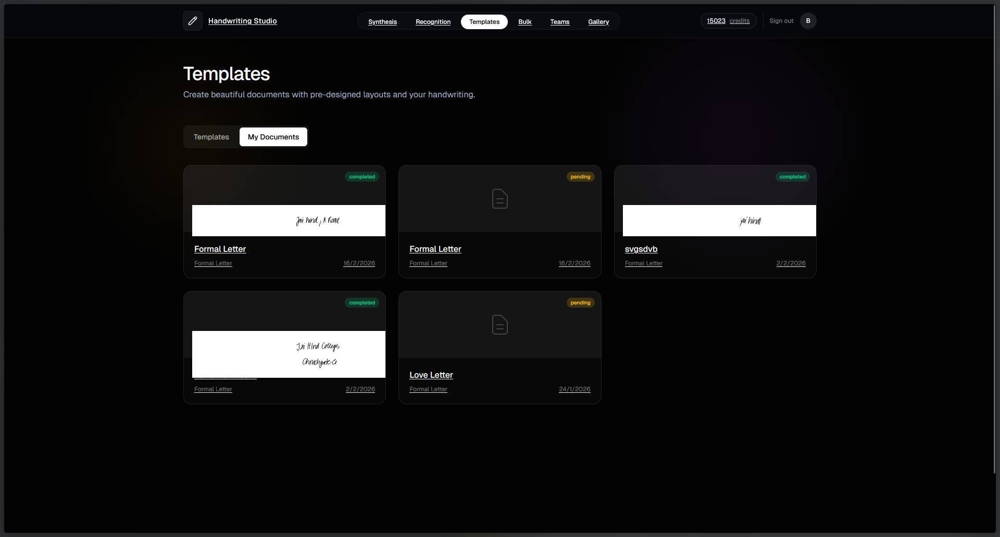 Handwriting Studio
Synthesis Recognition Templates Bulk Teams Gallery
15023 credits Sign out B
Templates
Create beautiful documents with pre-designed layouts and your handwriting.
Templates My Documents
completed
Jai hind, A Road
Formal Letter
Formal Letter 16/2/2026
pending
Formal Letter
Formal Letter 16/2/2026
completed
jai hind
svgsdvb
Formal Letter 2/2/2026
completed
Jai HInd College,
Formal Letter 2/2/2026
pending
Love Letter
Formal Letter 24/1/2026